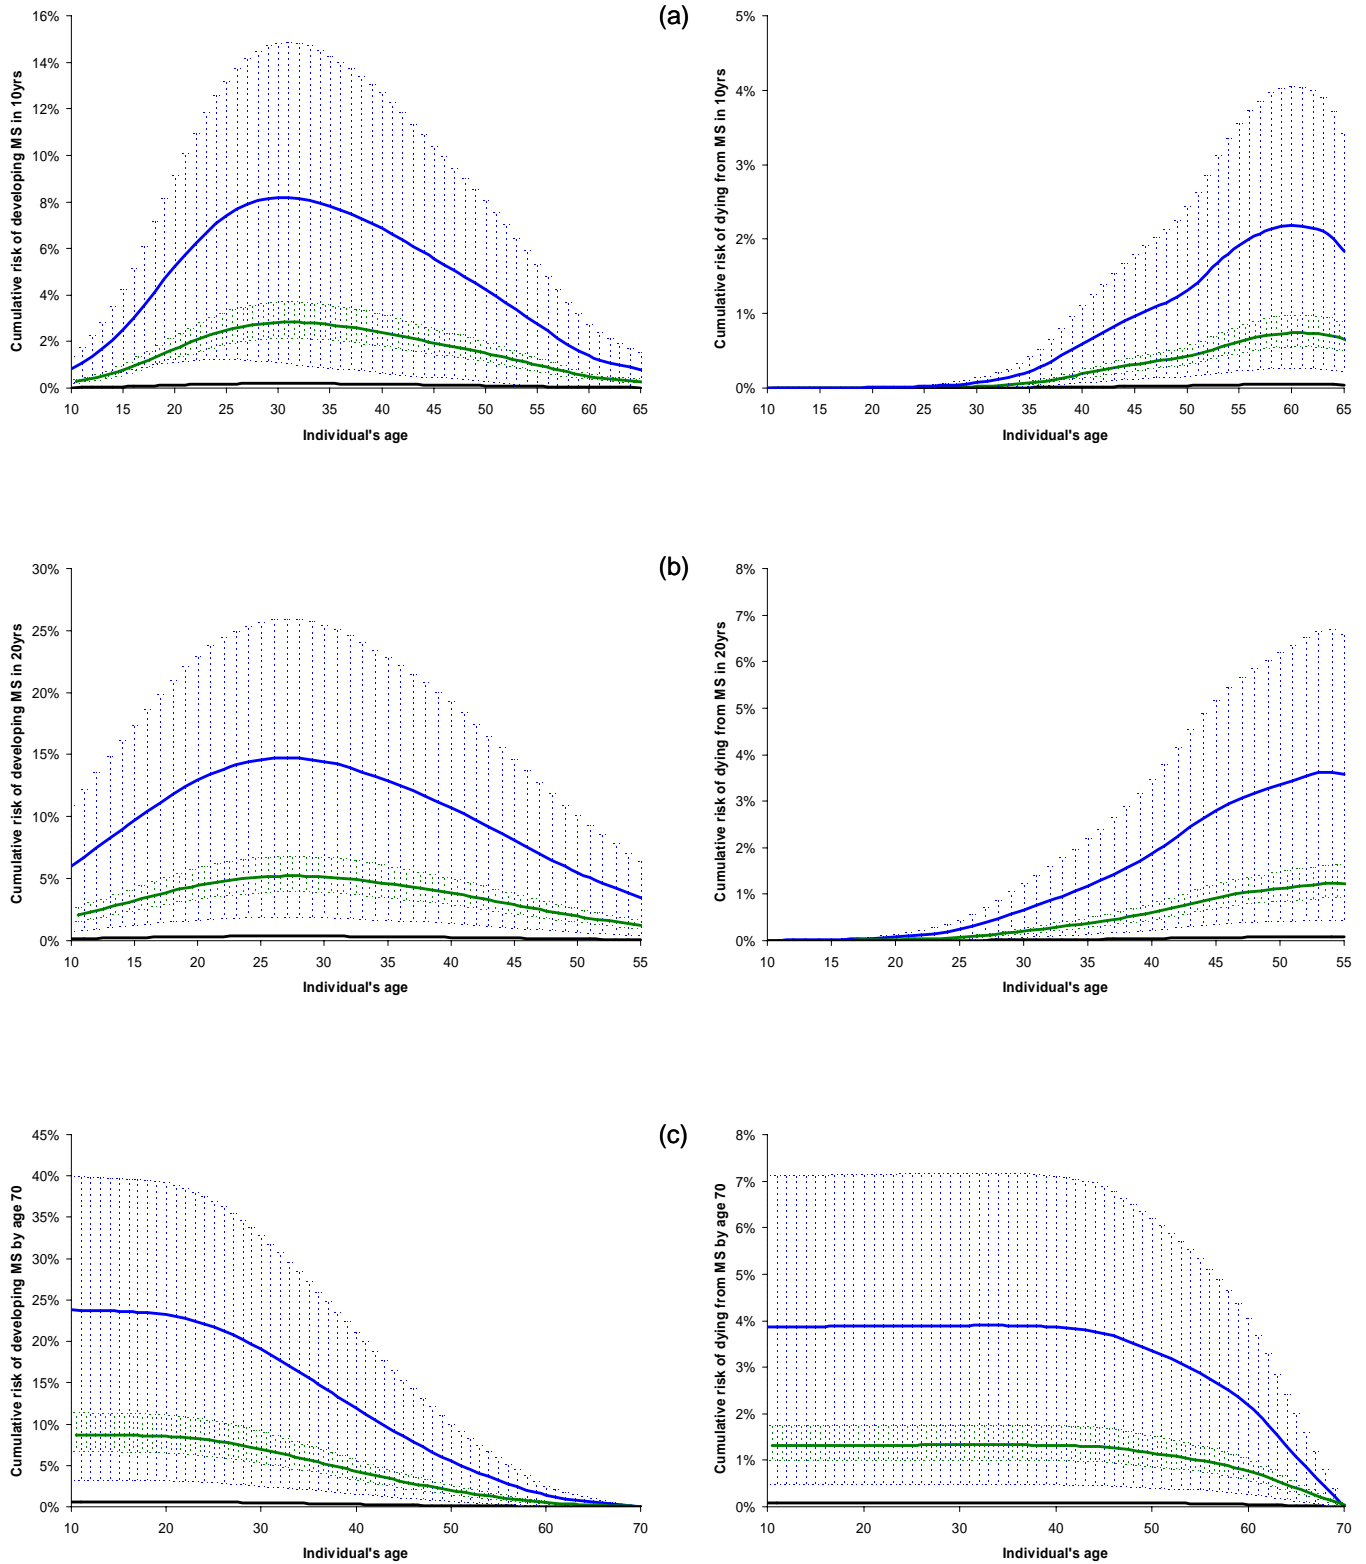 (a)
Cumulative risk of developing MS in 10yrs
16%
14%
12%
10%
8%
6%
4%
2%
0%
10 15 20 25 30 35 40 45 50 55 60 65
Individual's age
Cumulative risk of dying from MS in 10yrs
5%
4%
3%
2%
1%
0%
10 15 20 25 30 35 40 45 50 55 60 65
Individual's age
(b)
Cumulative risk of developing MS in 20yrs
30%
25%
20%
15%
10%
5%
0%
10 15 20 25 30 35 40 45 50 55
Individual's age
Cumulative risk of dying from MS in 20yrs
8%
7%
6%
5%
4%
3%
2%
1%
0%
10 15 20 25 30 35 40 45 50 55
Individual's age
(c)
Cumulative risk of developing MS by age 70
45%
40%
35%
30%
25%
20%
15%
10%
5%
0%
10 20 30 40 50 60 70
Individual's age
Cumulative risk of dying from MS by age 70
8%
7%
6%
5%
4%
3%
2%
1%
0%
10 20 30 40 50 60 70
Individual's age